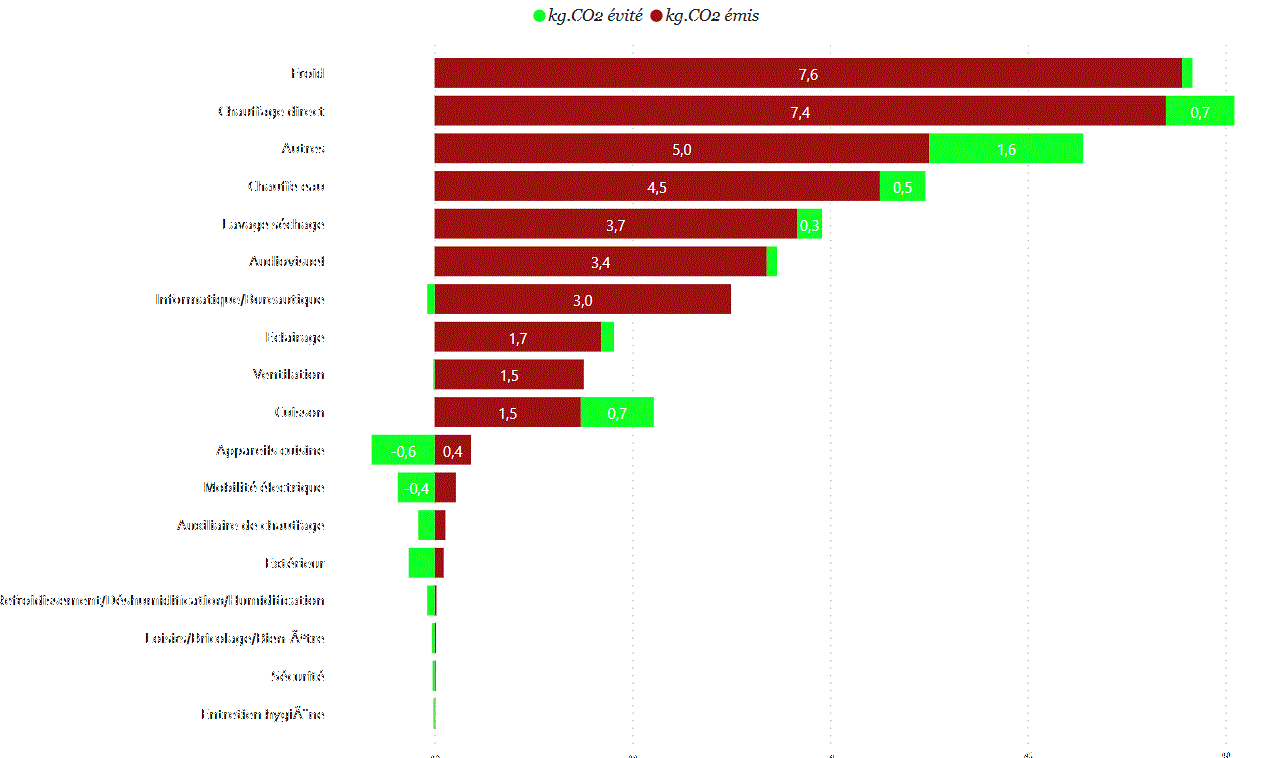 kg.CO2 évité kg.CO2 émis
Froid 7,6
Chauffage direct 7,4 0,7
Autres 5,0 1,6
Chauffe eau 4,5 0,5
Lavage séchage 3,7 0,3
Audiovisuel 3,4
Informatique/Bureautique 3,0
Eclairage 1,7
Ventilation 1,5
Cuisson 1,5 0,7
Appareils cuisine -0,6 0,4
Mobilité électrique -0,4
Auxiliaire de chauffage
Extérieur
Refroidissement/Déshumidification/Humidification
Loisirs/Bricolage/Bien Ãªtre
Sécurité
Entretien hygiÃ¨ne